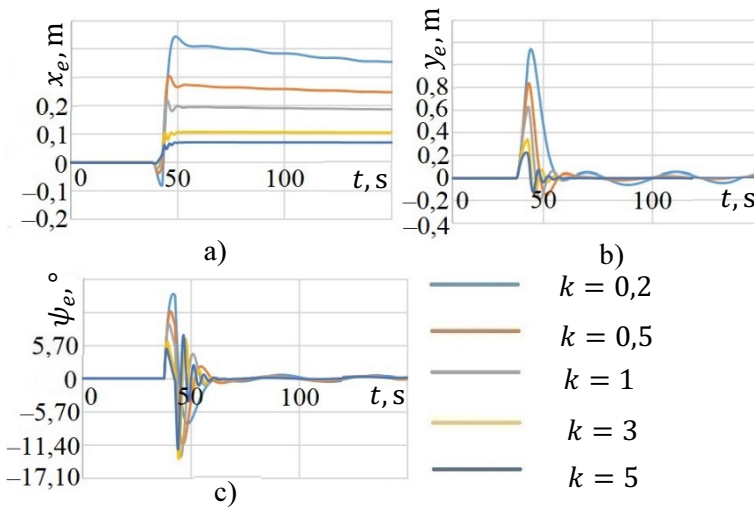 x_e, m
0,2
0,1
0
−0,1
−0,2
0
50
100
t, s
a)
y_e, m
0,8
0,6
0,4
0,2
0
−0,2
−0,4
0
50
100
t, s
b)
ψ_e, °
5,70
0
−5,70
−11,40
−17,10
0
50
100
t, s
c)
k = 0,2
k = 0,5
k = 1
k = 3
k = 5